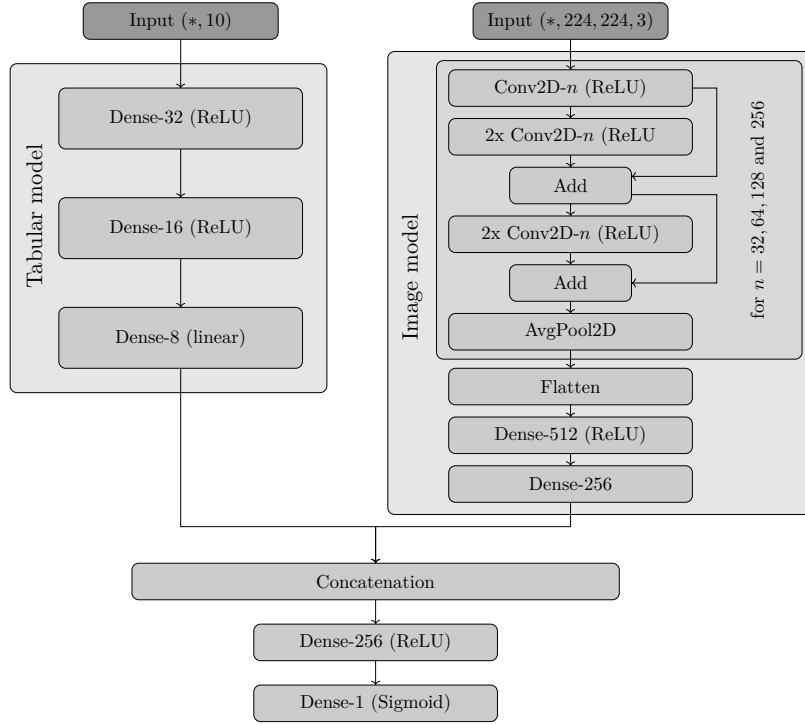 Input (∗, 10)
Tabular model
Dense-32 (ReLU)
Dense-16 (ReLU)
Dense-8 (linear)
Input (∗, 224, 224, 3)
Image model
Conv2D-n (ReLU)
2x Conv2D-n (ReLU
Add
2x Conv2D-n (ReLU)
Add
AvgPool2D
for n = 32, 64, 128 and 256
Flatten
Dense-512 (ReLU)
Dense-256
Concatenation
Dense-256 (ReLU)
Dense-1 (Sigmoid)